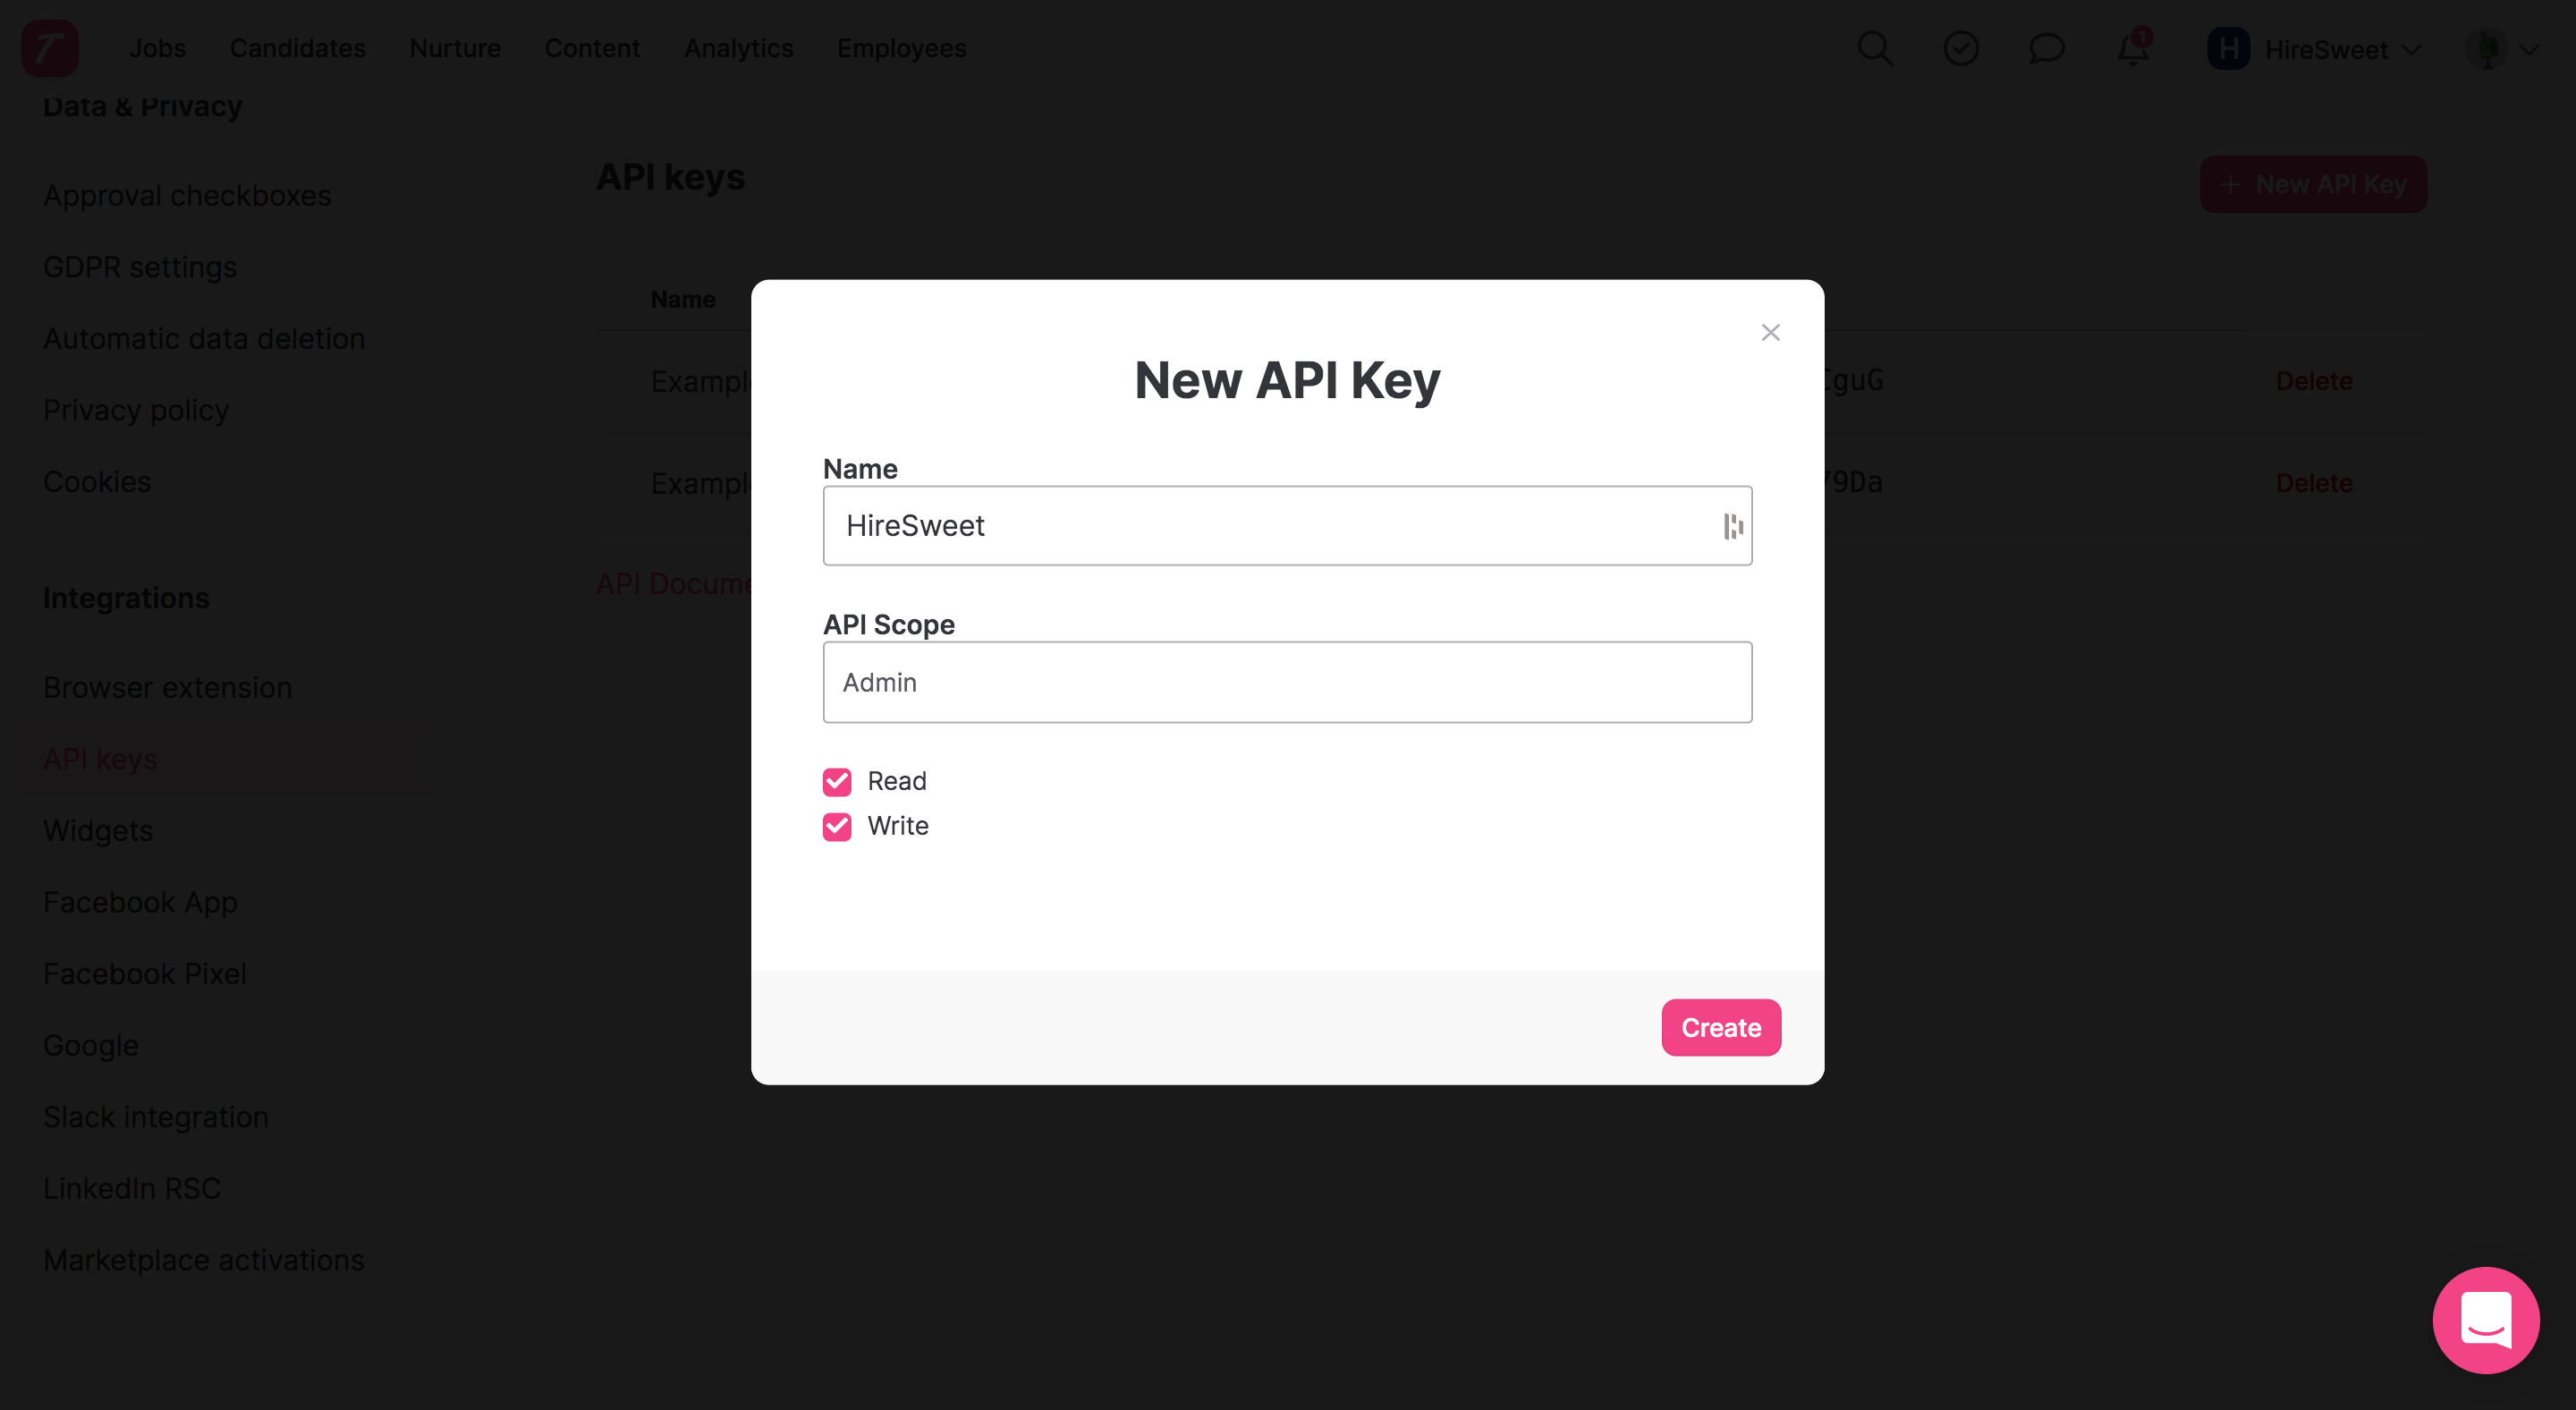 Jobs Candidates Nurture Content Analytics Employees 1 H HireSweet
Data & Privacy
Approval checkboxes
GDPR settings
Automatic data deletion
Privacy policy
Cookies
Integrations
Browser extension
API keys
Widgets
Facebook App
Facebook Pixel
Google
Slack integration
LinkedIn RSC
Marketplace activations
API keys
+ New API Key
Name
Exampl CguG Delete
Exampl 79Da Delete
API Docume
New API Key
Name
HireSweet
API Scope
Admin
Read
Write
Create